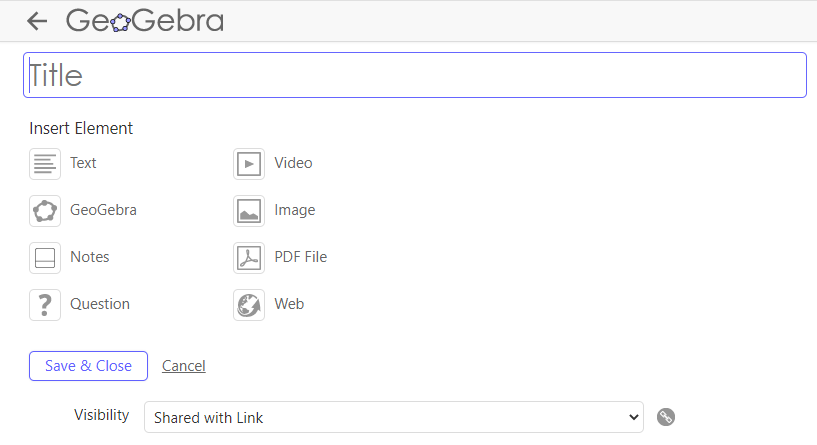 GeoGebra
Title
Insert Element
Text
Video
GeoGebra
Image
Notes
PDF File
Question
Web
Save & Close
Cancel
Visibility
Shared with Link